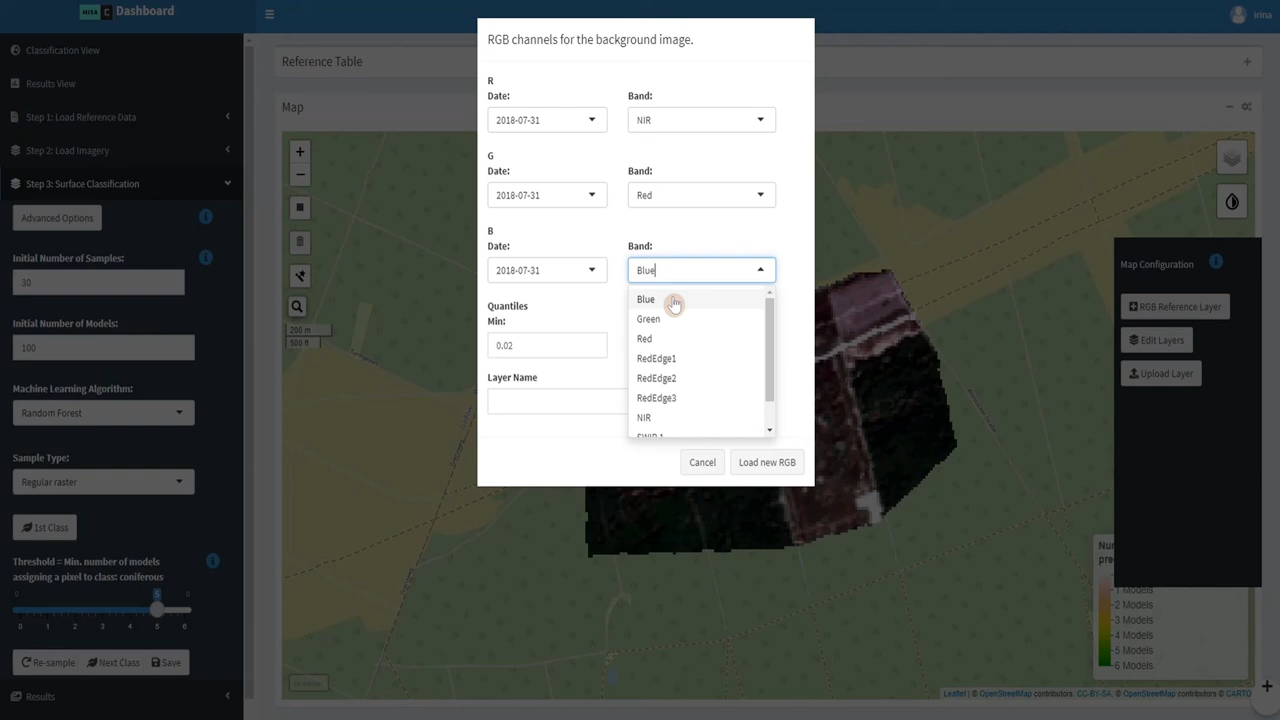 HISA C Dashboard
irina
Classification View
Results View
Step 1: Load Reference Data
Step 2: Load Imagery
Step 3: Surface Classification
Advanced Options
Initial Number of Samples:
30
Initial Number of Models:
100
Machine Learning Algorithm:
Random Forest
Sample Type:
Regular raster
1st Class
Threshold = Min. number of models
assigning a pixel to class: coniferous
0 5 0
0 1 2 3 4 5 6
Re-sample Next Class Save
Results
Reference Table
Map
200 m
500 ft
RGB channels for the background image.
R
Date: Band:
2018-07-31 NIR
G
Date: Band:
2018-07-31 Red
B
Date: Band:
2018-07-31 Blue
Blue
Green
Red
RedEdge1
RedEdge2
RedEdge3
NIR
SWIR 1
Quantiles
Min:
0.02
Layer Name
Cancel Load new RGB
Map Configuration
RGB Reference Layer
Edit Layers
Upload Layer
1 Models
2 Models
3 Models
4 Models
5 Models
6 Models
Leaflet | © OpenStreetMap contributors, CC-BY-SA, © OpenStreetMap contributors © CARTO